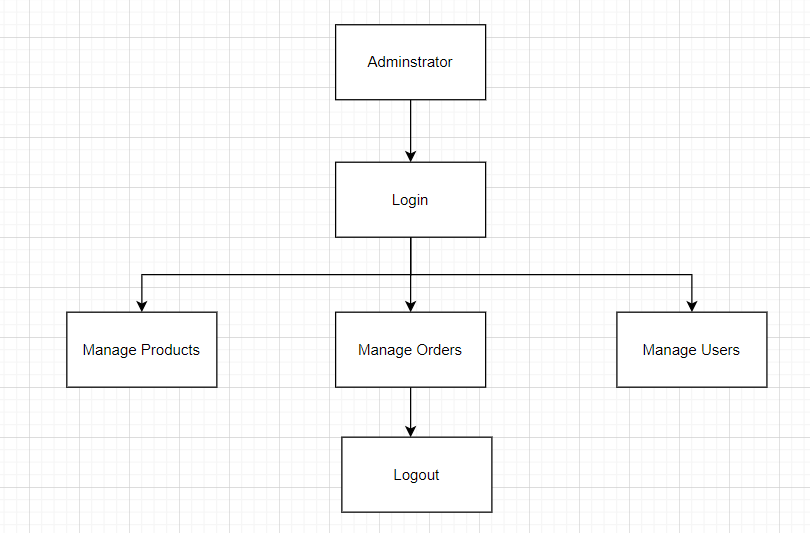 Adminstrator
Login
Manage Products
Manage Orders
Manage Users
Logout